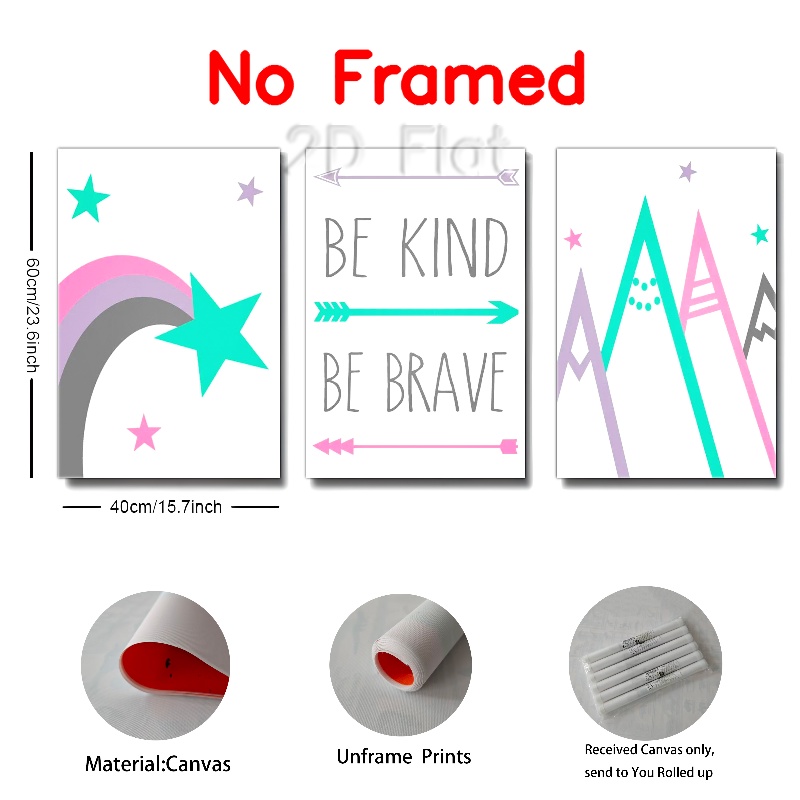 No Framed
2D Flat
60cm/23.6inch
BE KIND
BE BRAVE
40cm/15.7inch
Material:Canvas
Unframe Prints
Received Canvas only,
send to You Rolled up